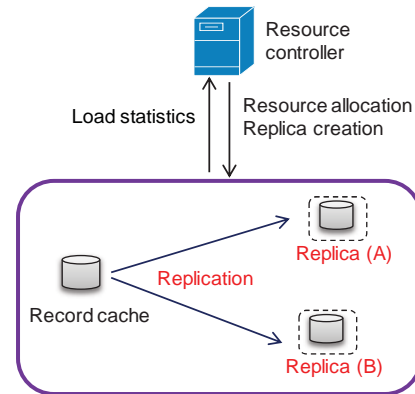 Resource
controller
Load statistics
Resource allocation
Replica creation
Replica (A)
Replication
Record cache
Replica (B)